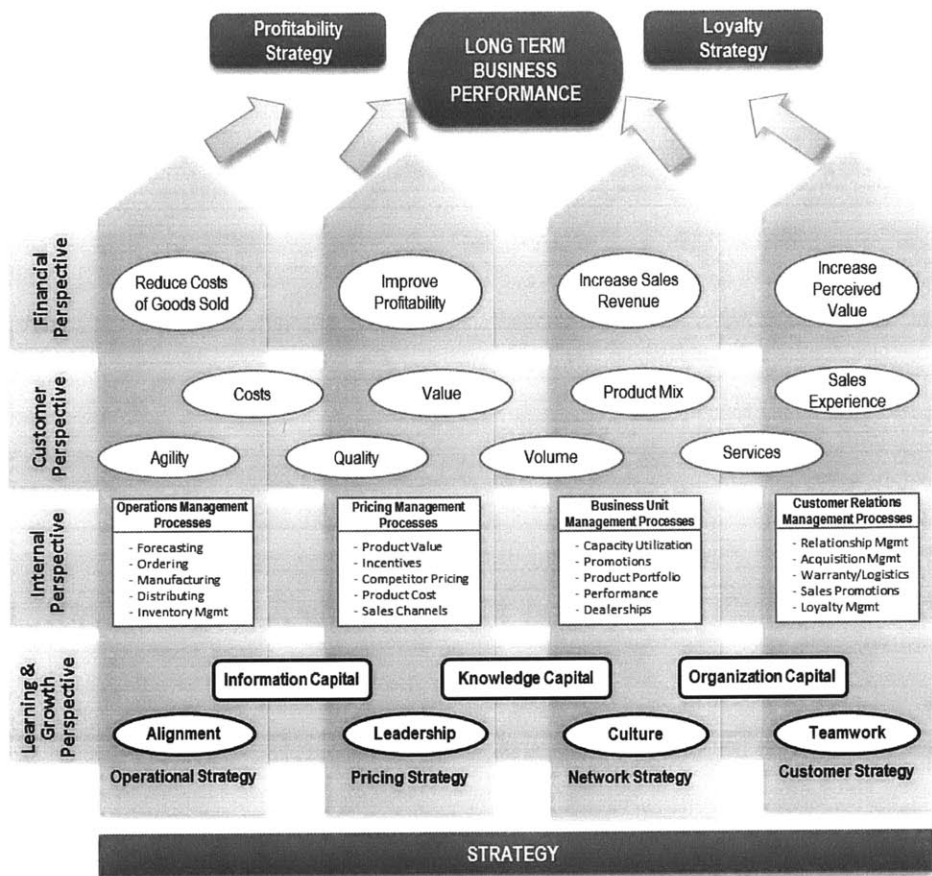 Profitability
Strategy
LONG TERM
BUSINESS
PERFORMANCE
Loyalty
Strategy
Financial
Perspective
Reduce Costs
of Goods Sold
Improve
Profitability
Increase Sales
Revenue
Increase
Perceived
Value
Customer
Perspective
Costs
Value
Product Mix
Sales
Experience
Agility
Quality
Volume
Services
Internal
Perspective
Operations Management
Processes
- Forecasting
- Ordering
- Manufacturing
- Distributing
- Inventory Mgmt
Pricing Management
Processes
- Product Value
- Incentives
- Competitor Pricing
- Product Cost
- Sales Channels
Business Unit
Management Processes
- Capacity Utilization
- Promotions
- Product Portfolio
- Performance
- Dealerships
Customer Relations
Management Processes
- Relationship Mgmt
- Acquisition Mgmt
- Warranty/Logistics
- Sales Promotions
- Loyalty Mgmt
Learning &
Growth
Perspective
Information Capital
Knowledge Capital
Organization Capital
Alignment
Leadership
Culture
Teamwork
Operational Strategy
Pricing Strategy
Network Strategy
Customer Strategy
STRATEGY